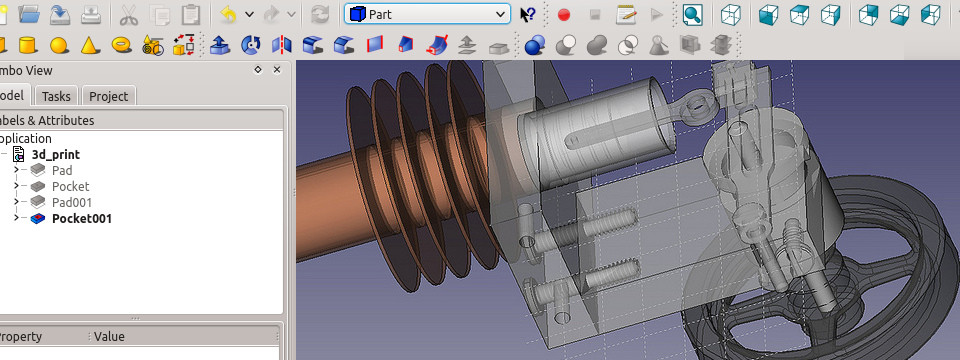 Part
mbo View
odel Tasks Project
abels & Attributes
pplication
3d_print
Pad
Pocket
Pad001
Pocket001
roperty Value